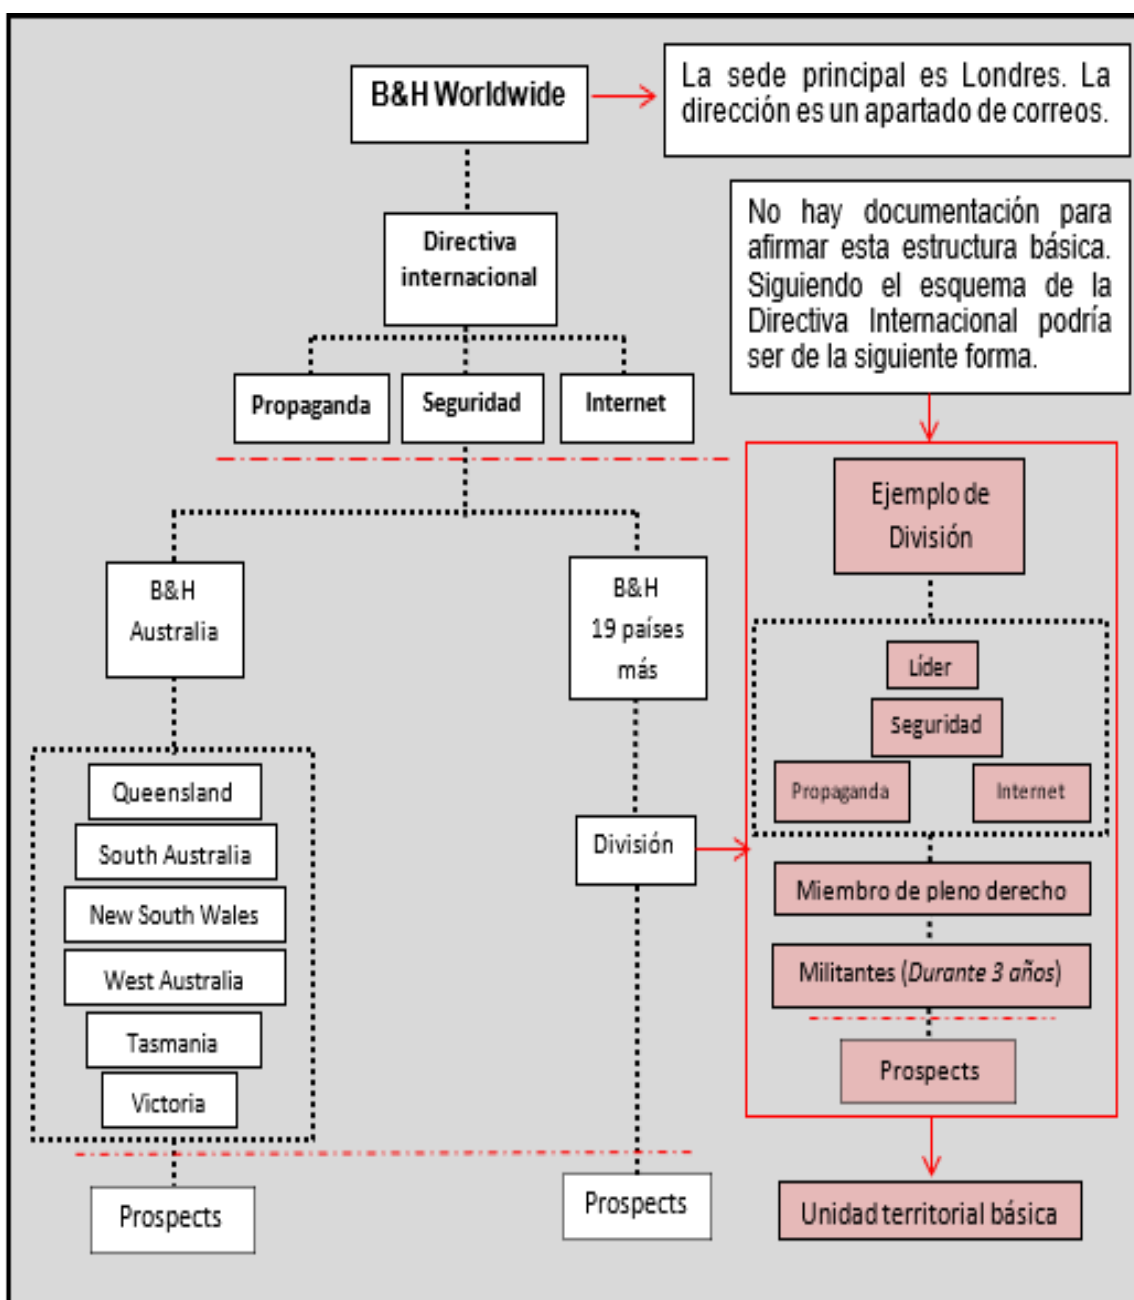 B&H Worldwide
La sede principal es Londres. La
dirección es un apartado de correos.
No hay documentación para
afirmar esta estructura básica.
Siguiendo el esquema de la
Directiva Internacional podría
ser de la siguiente forma.
Directiva
internacional
Propaganda
Seguridad
Internet
B&H
Australia
B&H
19 países
más
Queensland
South Australia
New South Wales
West Australia
Tasmania
Victoria
Prospects
División
Prospects
Ejemplo de
División
Líder
Seguridad
Propaganda
Internet
Miembro de pleno derecho
Militantes (Durante 3 años)
Prospects
Unidad territorial básica